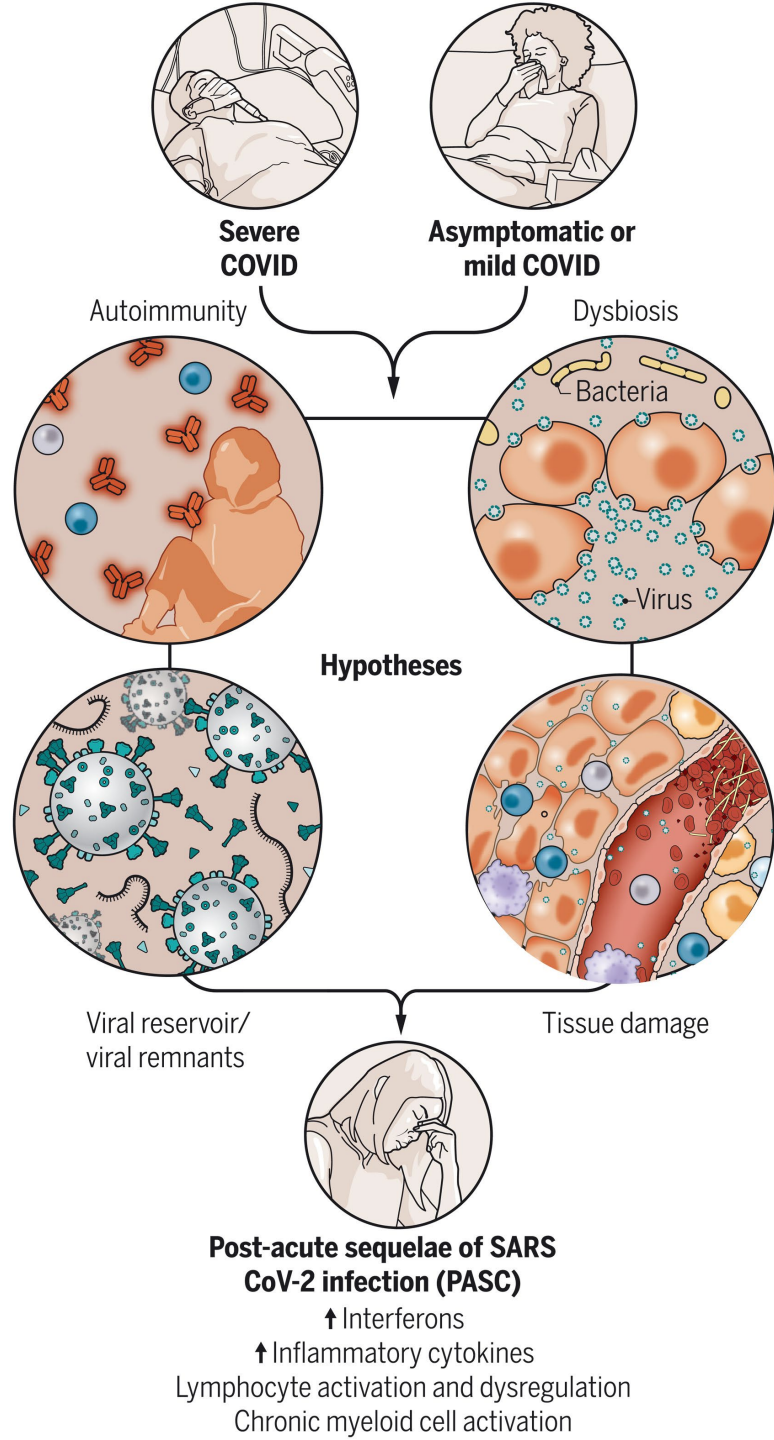 Severe
COVID
Asymptomatic or
mild COVID
Autoimmunity
Dysbiosis
Bacteria
Virus
Hypotheses
Viral reservoir/
viral remnants
Tissue damage
Post-acute sequelae of SARS
CoV-2 infection (PASC)
↑ Interferons
↑ Inflammatory cytokines
Lymphocyte activation and dysregulation
Chronic myeloid cell activation